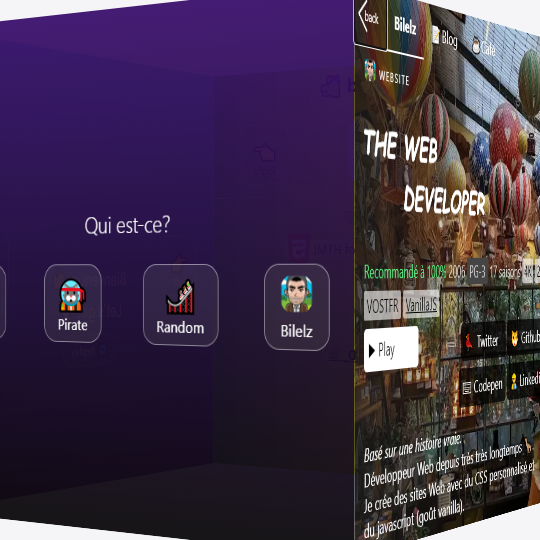 Qui est-ce?
Pirate
Random
Bilelz
back
Bilelz
Blog
Café
WEBSITE
THE WEB
DEVELOPER
Recommandé à 100% 2006 PG-3 17 saisons 4K
VOSTFR VanillaJS
Play
Twitter
Github
Codepen
Linkedi
Basé sur une histoire vraie.
Développeur Web depuis très très longtemps
Je crée des sites Web avec du CSS personnalisé et
du javascript (goût vanilla).